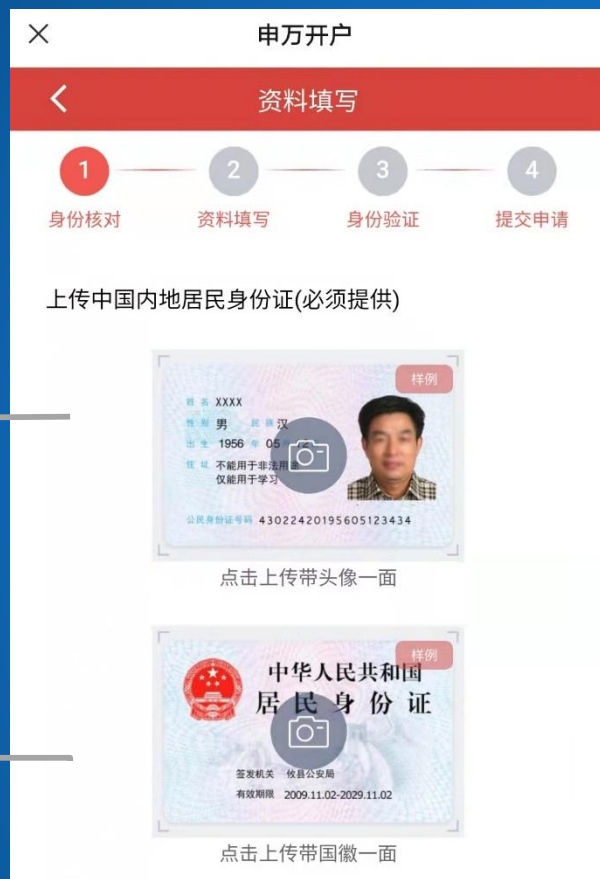 申万开户
资料填写
1 2 3 4
身份核对 资料填写 身份验证 提交申请
上传中国内地居民身份证(必须提供)
样例
姓名 XXXX
性别 男 民族 汉
出生 1956 年 05
住址 不能用于非法用
仅能用于学习
公民身份证号码 43022420195605123434
点击上传带头像一面
样例
中华人民共和国
居民身份证
签发机关 攸县公安局
有效期限 2009.11.02-2029.11.02
点击上传带国徽一面